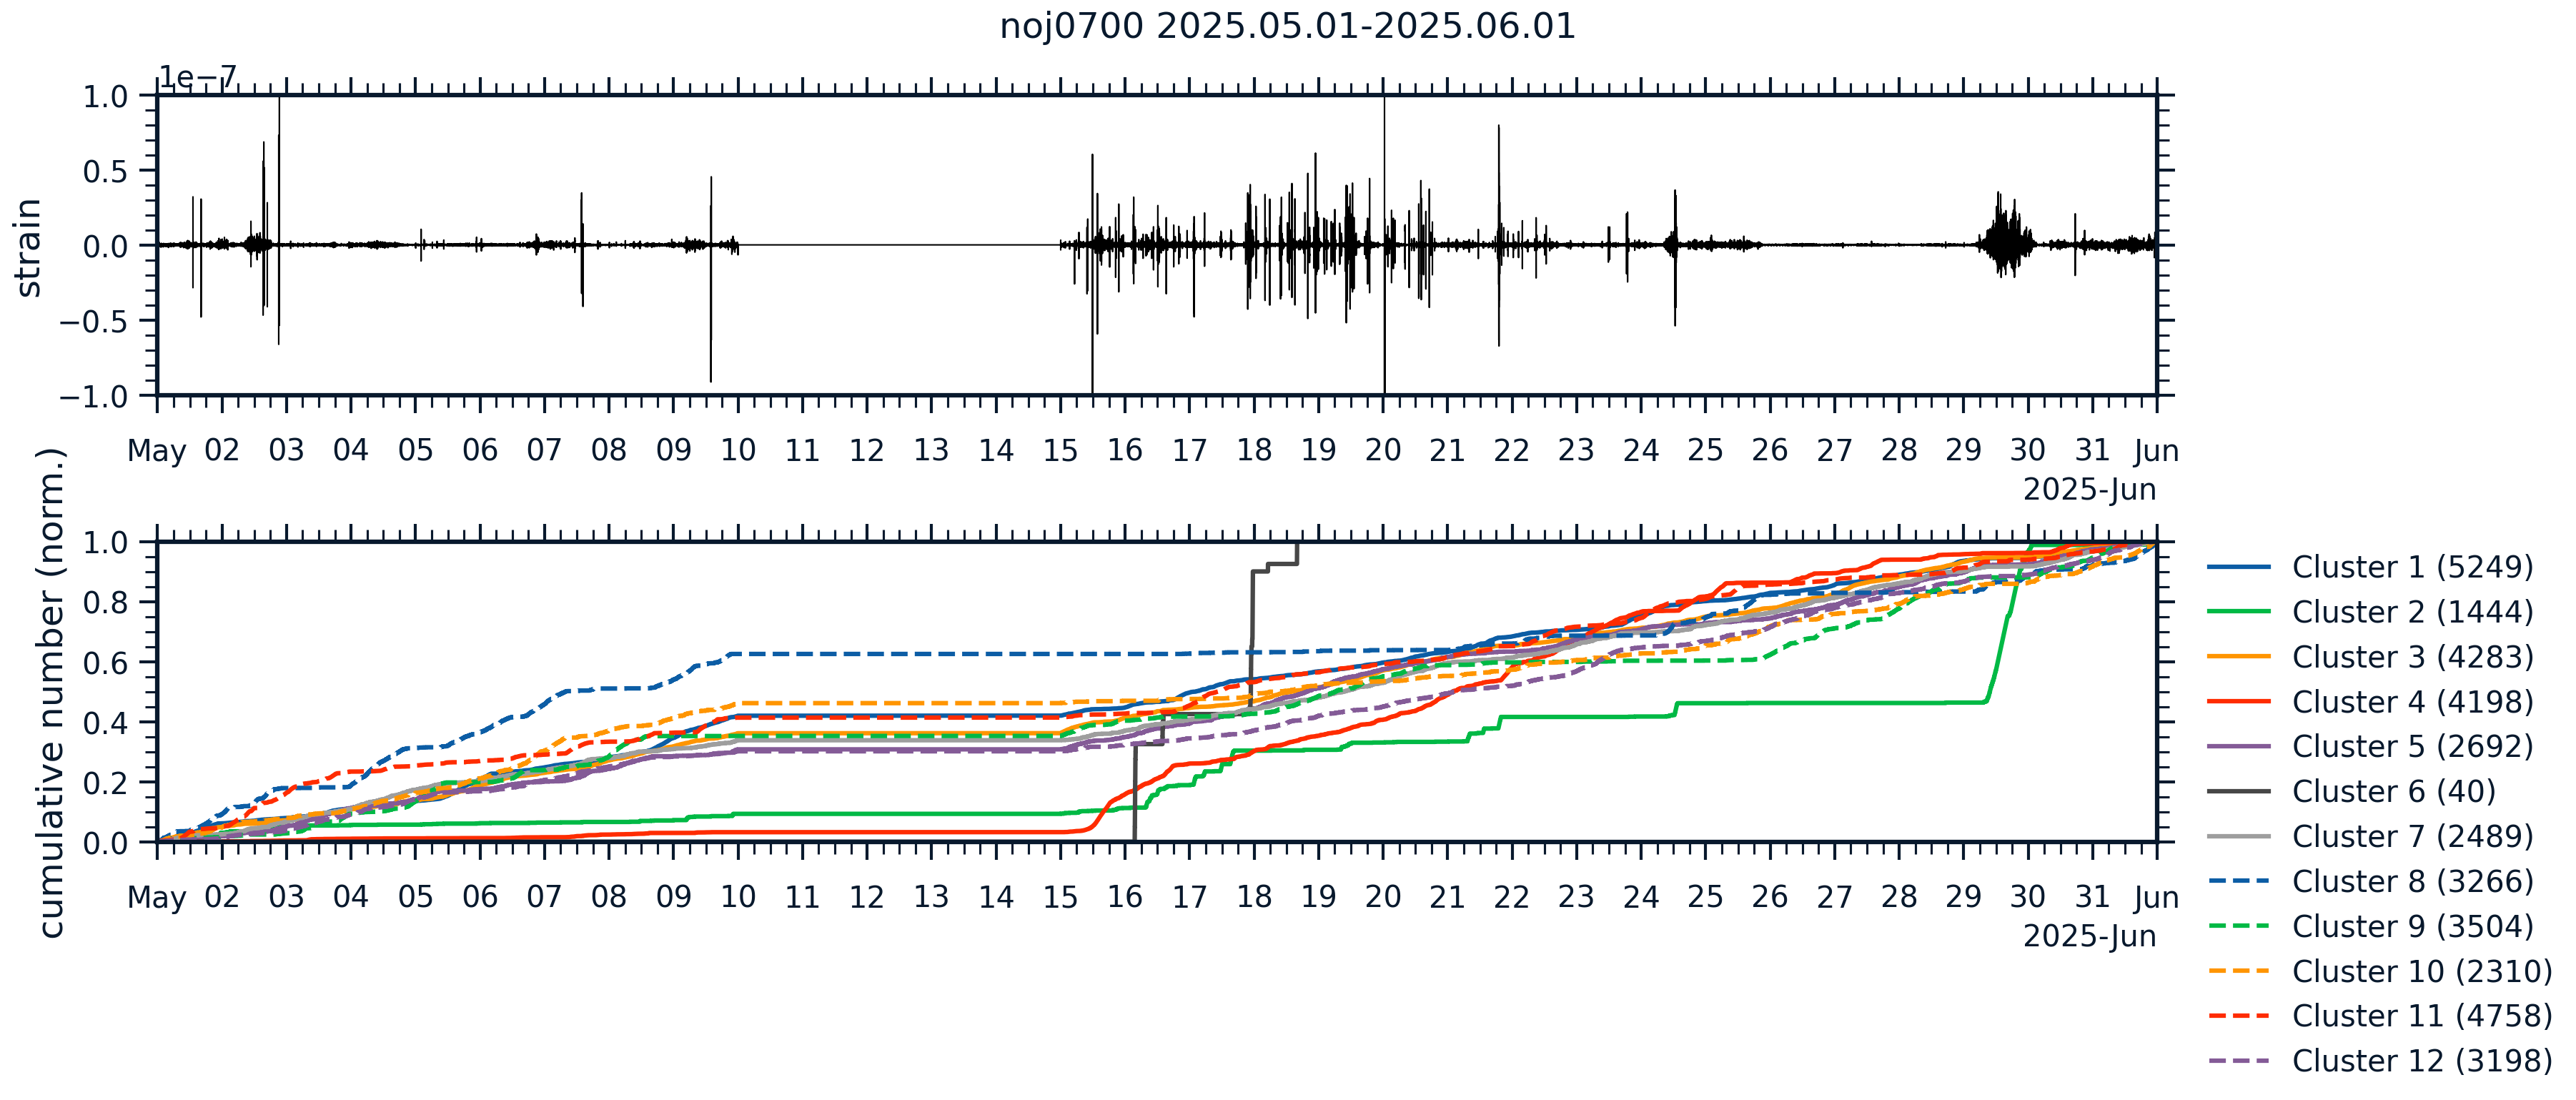 noj0700 2025.05.01-2025.06.01
1e−7
1.0
0.5
0.0
−0.5
−1.0
strain
May 02 03 04 05 06 07 08 09 10 11 12 13 14 15 16 17 18 19 20 21 22 23 24 25 26 27 28 29 30 31 Jun
2025-Jun
1.0
0.8
0.6
0.4
0.2
0.0
cumulative number (norm.)
May 02 03 04 05 06 07 08 09 10 11 12 13 14 15 16 17 18 19 20 21 22 23 24 25 26 27 28 29 30 31 Jun
2025-Jun
Cluster 1 (5249)
Cluster 2 (1444)
Cluster 3 (4283)
Cluster 4 (4198)
Cluster 5 (2692)
Cluster 6 (40)
Cluster 7 (2489)
Cluster 8 (3266)
Cluster 9 (3504)
Cluster 10 (2310)
Cluster 11 (4758)
Cluster 12 (3198)